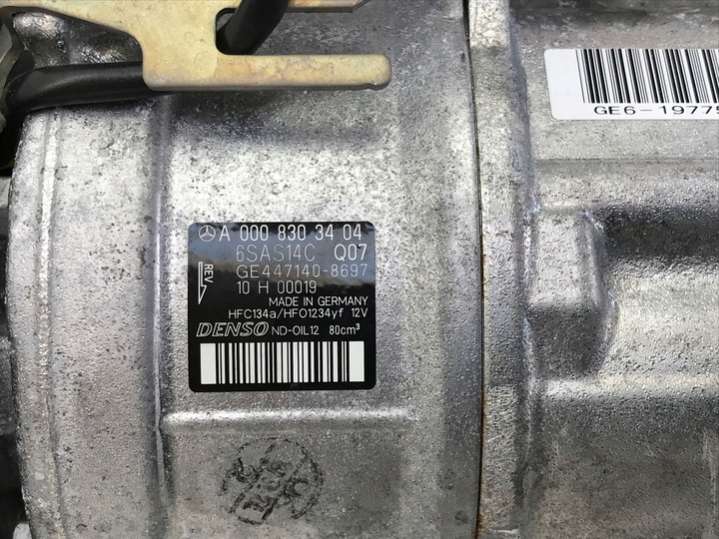 GE6-19775
A 000 830 34 04
6SAS14C Q07
GE447140-8697
REV.
10 H 00019
MADE IN GERMANY
HFC134a/HFO1234yf 12V
DENSO ND-OIL12 80cm³